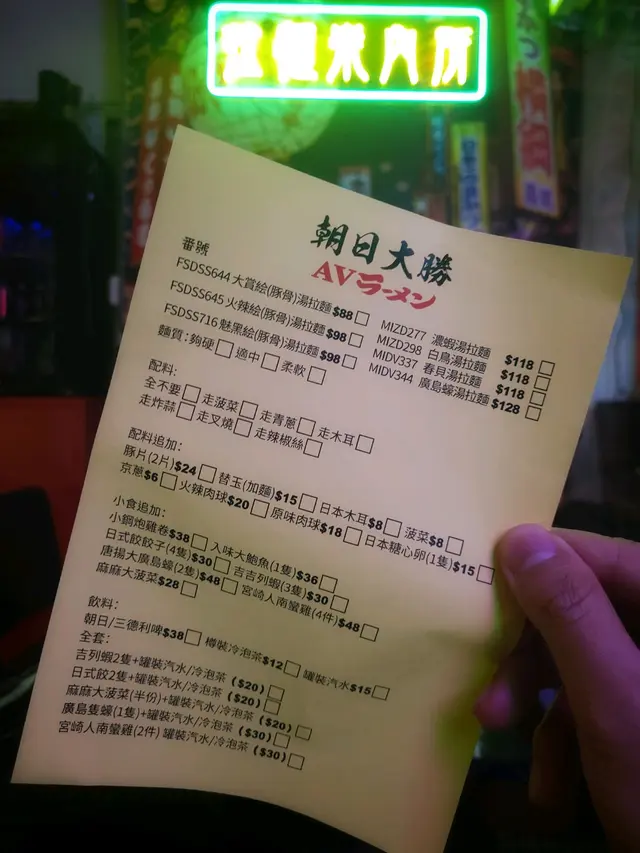 朝日大勝
AVラーメン
番號
FSDSS644 大賞絵(豚骨)湯拉麵 $88
FSDSS645 火辣絵(豚骨)湯拉麵 $98
FSDSS716 魅黑絵(豚骨)湯拉麵 $98
麵質：夠硬 適中 柔軟
MIZD277 濃蝦湯拉麵 $118
MIZD298 白鳥湯拉麵 $118
MIDV337 春貝湯拉麵 $118
MIDV344 廣島蠔湯拉麵 $128
配料：
全不要 走菠菜 走青蔥 走木耳
走炸蒜 走叉燒 走辣椒絲
配料追加：
豚片(2片)$24 替玉(加麵)$15 日本木耳$8 菠菜$8
京蔥$6 火辣肉球$20 原味肉球$18 日本糖心卵(1隻)$15
小食追加：
小鋼炮雞卷$38 入味大鮑魚(1隻)$36
日式餃餃子(4隻)$30 吉吉列蝦(3隻)$30
唐揚大廣島蠔(2隻)$48 宮崎人南蠻雞(4件)$48
麻麻大菠菜$28
飲料：
朝日/三德利啤$38 樽裝冷泡茶$12 罐裝汽水$15
全套：
吉列蝦2隻+罐裝汽水/冷泡茶 ($20)
日式餃2隻+罐裝汽水/冷泡茶 ($20)
麻麻大菠菜(半份)+罐裝汽水/冷泡茶 ($20)
廣島隻蠔(1隻)+罐裝汽水/冷泡茶 ($30)
宮崎人南蠻雞(2件) 罐裝汽水/冷泡茶 ($30)